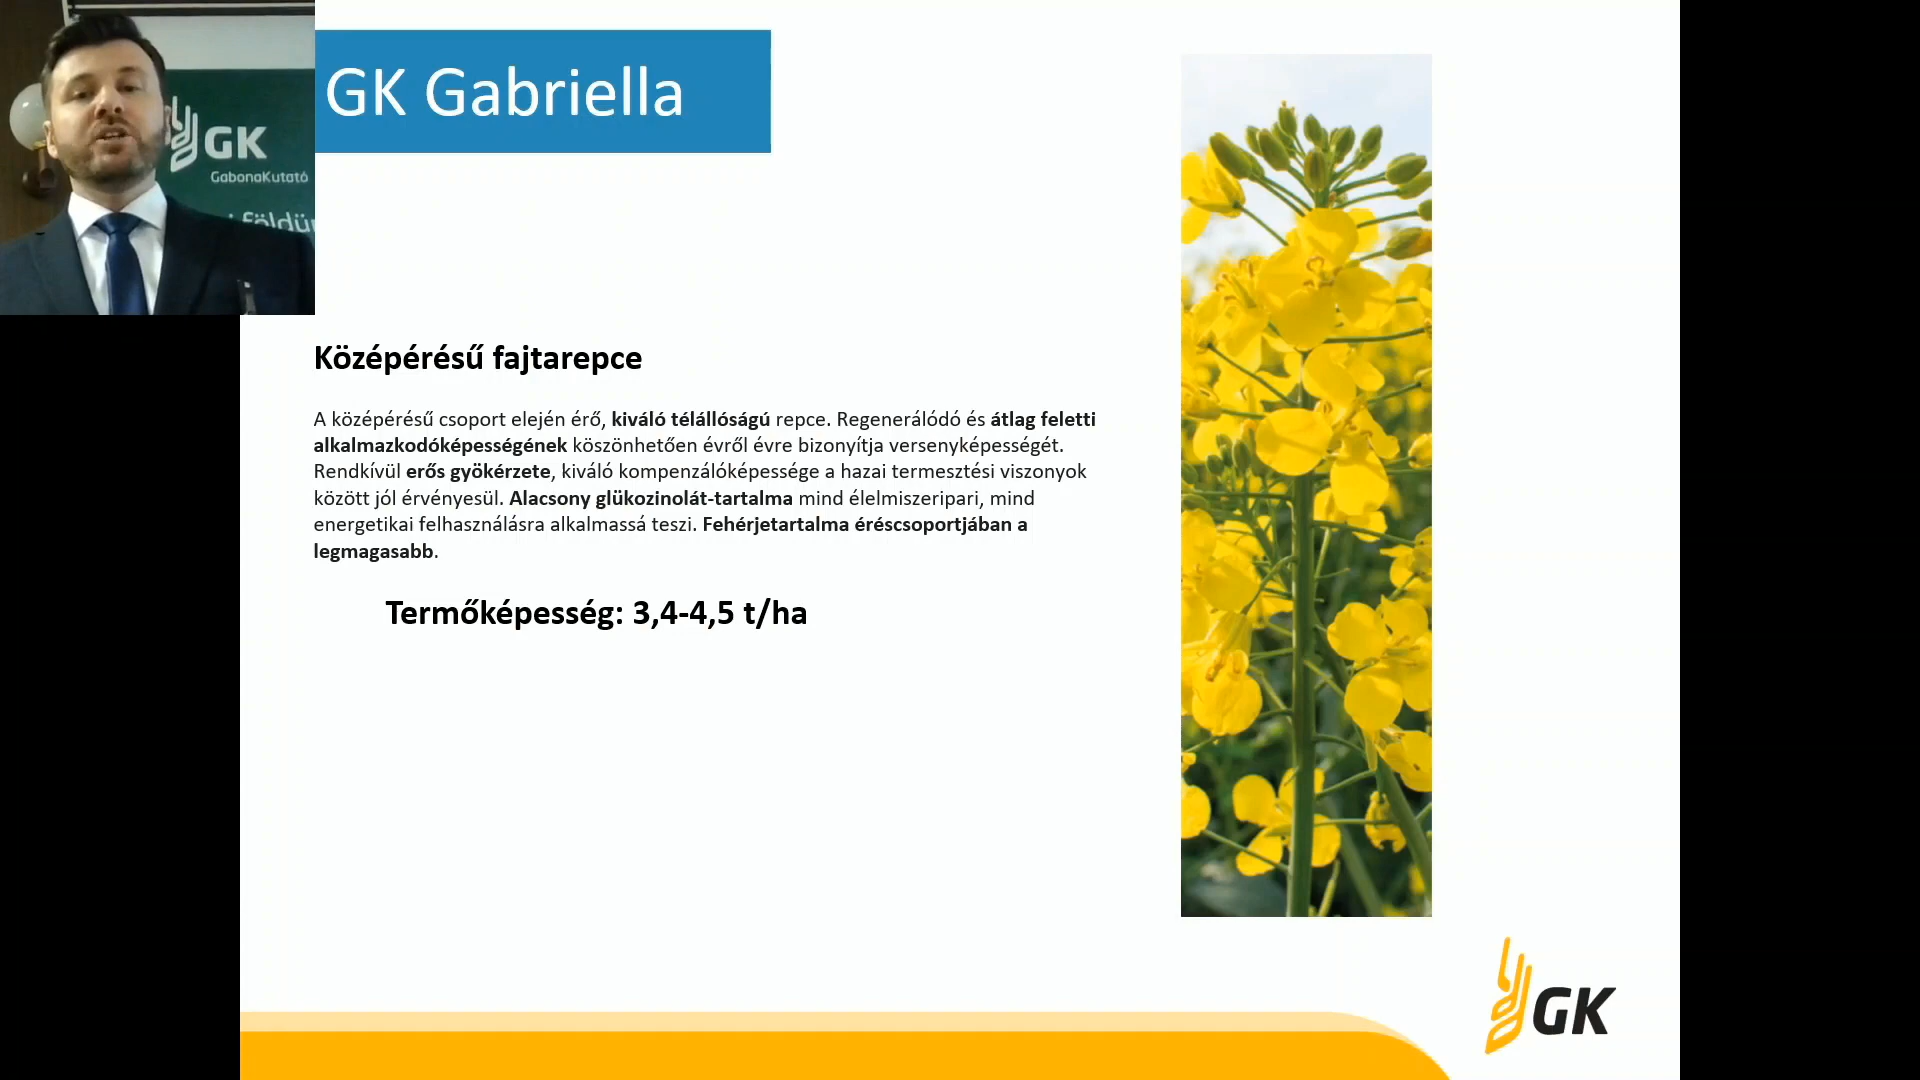 GK Gabriella
GK
GabonaKutató
Középérésű fajtarepce
A középérésű csoport elején érő, kiváló télállóságú repce. Regenerálódó és átlag feletti
alkalmazkodóképességének köszönhetően évről évre bizonyítja versenyképességét.
Rendkívül erős gyökérzete, kiváló kompenzálóképessége a hazai termesztési viszonyok
között jól érvényesül. Alacsony glükozinolát-tartalma mind élelmiszeripari, mind
energetikai felhasználásra alkalmassá teszi. Fehérjetartalma éréscsoportjában a
legmagasabb.
Termőképesség: 3,4-4,5 t/ha
GK